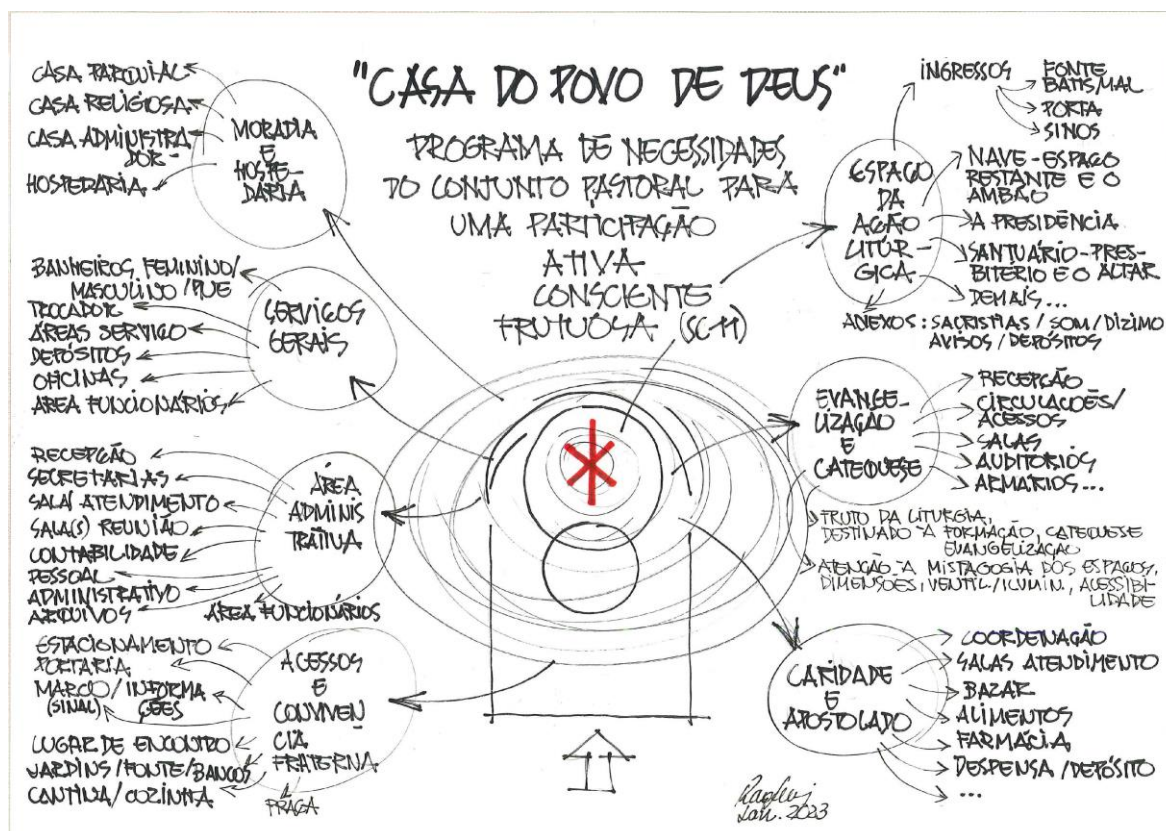 "CASA DO POVO DE DEUS"
PROGRAMA DE NECESSIDADES
DO CONJUNTO PASTORAL PARA
UMA PARTICIPAÇÃO
ATIVA
CONSCIENTE
FRUTUOSA (SC 11)
CASA PAROQUIAL
CASA RELIGIOSA
CASA ADMINISTRA
DOR-
HOSPEDARIA
MORADIA
E
HOSPE-
DARIA
BANHEIROS FEMININO/
MASCULINO/PNE
TROCADOR
ÁREAS SERVIÇO
DEPÓSITOS
OFICINAS
ÁREA FUNCIONÁRIOS
SERVIÇOS
GERAIS
RECEPÇÃO
SECRETARIAS
SALAS ATENDIMENTO
SALA(S) REUNIÃO
CONTABILIDADE
PESSOAL
ADMINISTRATIVO
ARQUIVOS
ÁREA FUNCIONÁRIOS
ÁREA
ADMINIS
TRATIVA
ESTACIONAMENTO
PORTARIA
MARCO/INFORMA
(SINAL) ÇÕES
LUGAR DE ENCONTRO
JARDINS/FONTE/BANCOS
CANTINA/COZINHA
PRAÇA
ACESSOS
E
CONVIVÊN
CIA
FRATERNA
INGRESSOS
FONTE
BATISMAL
PORTA
SINOS
ESPAÇO
DA
AÇÃO
LITÚR-
GICA
NAVE-ESPAÇO
RESTANTE E O
AMBÃO
A PRESIDÊNCIA
SANTUÁRIO-PRES-
BITÉRIO E O ALTAR
DEMAIS...
ANEXOS: SACRISTIAS/SOM/DÍZIMO
AVISOS/DEPÓSITOS
EVANGE-
LIZAÇÃO
E
CATEQUESE
RECEPÇÃO
CIRCULAÇÕES/
ACESSOS
SALAS
AUDITÓRIOS
ARMÁRIOS...
FRUTO DA LITURGIA,
DESTINADO À FORMAÇÃO, CATEQUESE
EVANGELIZAÇÃO
ATENÇÃO À MISTAGOGIA DOS ESPAÇOS,
DIMENSÕES, VENTIL/ILUMIN., ACESSIBI-
LIDADE
CARIDADE
E
APOSTOLADO
COORDENAÇÃO
SALAS ATENDIMENTO
BAZAR
ALIMENTOS
FARMÁCIA
DESPENSA/DEPÓSITO
...
Jan. 2023